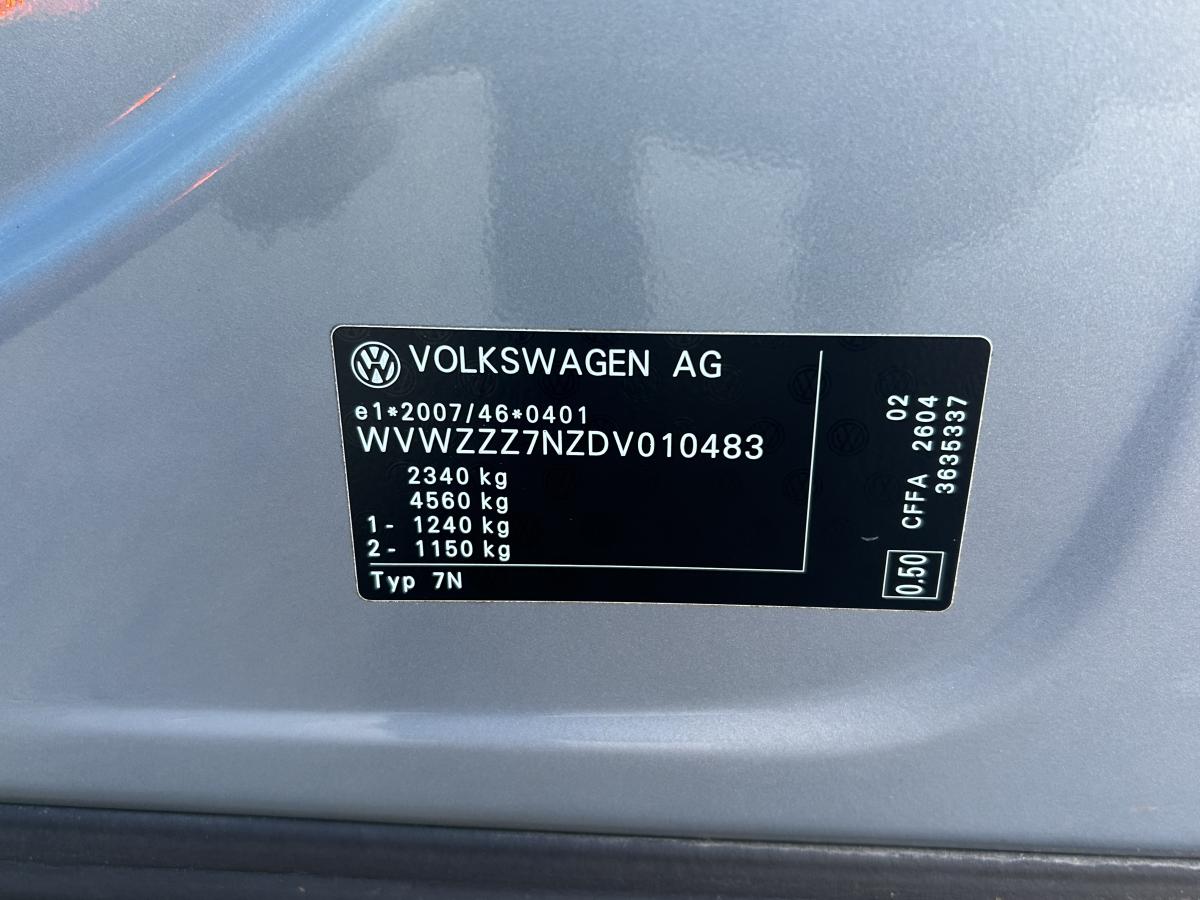 VOLKSWAGEN AG
e1*2007/46*0401
WVWZZZ7NZDV010483
2340 kg
4560 kg
1- 1240 kg
2- 1150 kg
Typ 7N
02
CFFA 2604
3635337
0.50